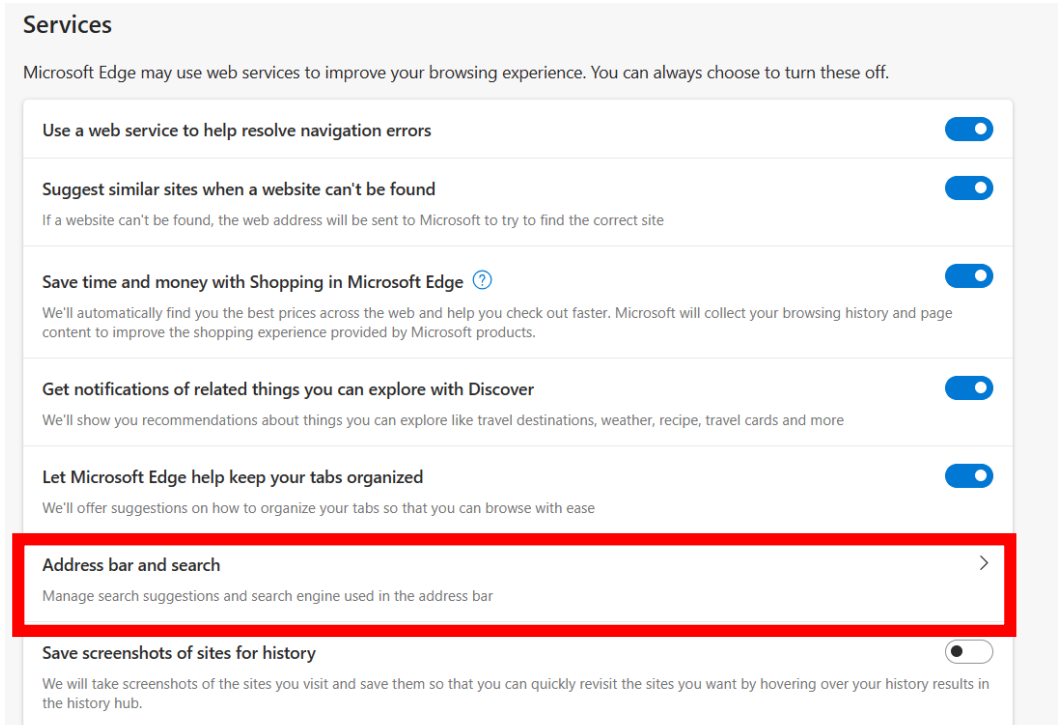 Services
Microsoft Edge may use web services to improve your browsing experience. You can always choose to turn these off.
Use a web service to help resolve navigation errors
Suggest similar sites when a website can't be found
If a website can't be found, the web address will be sent to Microsoft to try to find the correct site
Save time and money with Shopping in Microsoft Edge ?
We'll automatically find you the best prices across the web and help you check out faster. Microsoft will collect your browsing history and page
content to improve the shopping experience provided by Microsoft products.
Get notifications of related things you can explore with Discover
We'll show you recommendations about things you can explore like travel destinations, weather, recipe, travel cards and more
Let Microsoft Edge help keep your tabs organized
We'll offer suggestions on how to organize your tabs so that you can browse with ease
Address bar and search
Manage search suggestions and search engine used in the address bar
Save screenshots of sites for history
We will take screenshots of the sites you visit and save them so that you can quickly revisit the sites you want by hovering over your history results in
the history hub.